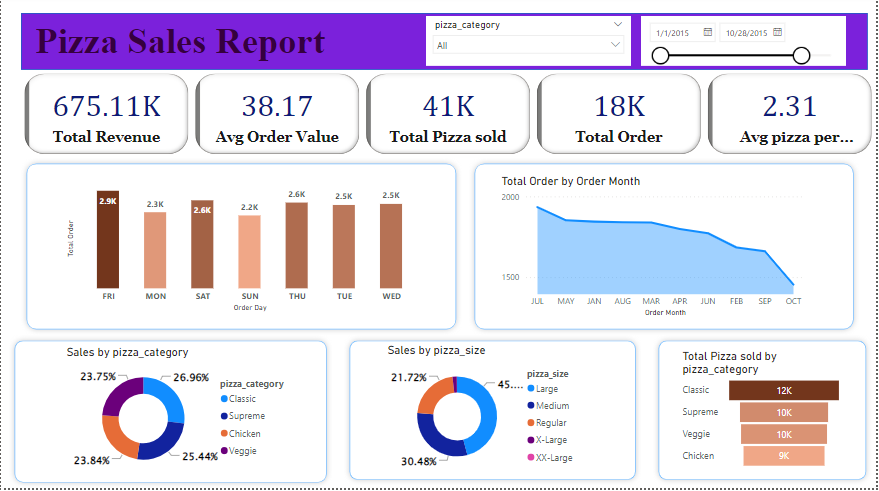 Pizza Sales Report
pizza_category
All
1/1/2015
10/28/2015
675.11K
Total Revenue
38.17
Avg Order Value
41K
Total Pizza sold
18K
Total Order
2.31
Avg pizza per...
2.9K
2.3K
2.6K
2.2K
2.6K
2.5K
2.5K
Total Order
FRI MON SAT SUN THU TUE WED
Order Day
Total Order by Order Month
2000
1500
JUL MAY JAN AUG MAR APR JUN FEB SEP OCT
Order Month
Sales by pizza_category
23.75%
26.96%
23.84%
25.44%
pizza_category
Classic
Supreme
Chicken
Veggie
Sales by pizza_size
21.72%
45....
30.48%
pizza_size
Large
Medium
Regular
X-Large
XX-Large
Total Pizza sold by
pizza_category
Classic 12K
Supreme 10K
Veggie 10K
Chicken 9K